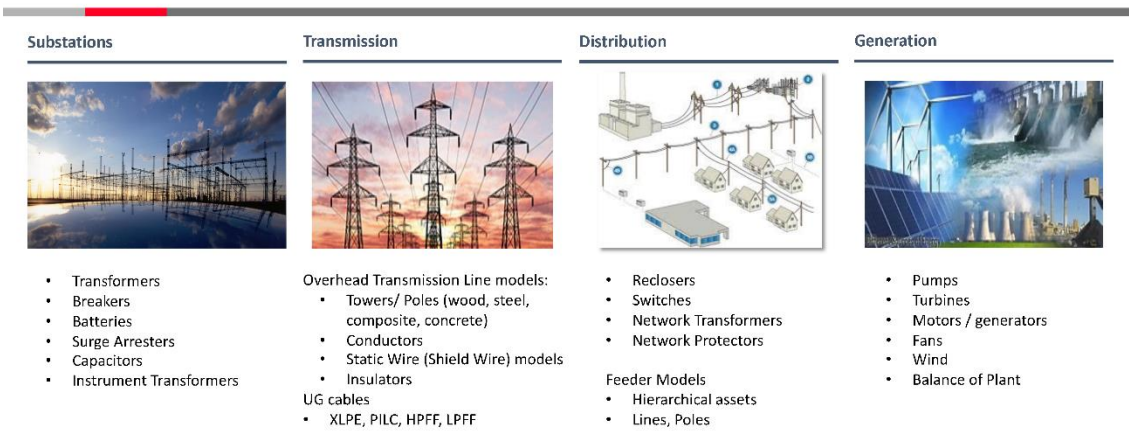 Substations
• Transformers
• Breakers
• Batteries
• Surge Arresters
• Capacitors
• Instrument Transformers
Transmission
Overhead Transmission Line models:
• Towers/ Poles (wood, steel,
composite, concrete)
• Conductors
• Static Wire (Shield Wire) models
• Insulators
UG cables
• XLPE, PILC, HPFF, LPFF
Distribution
• Reclosers
• Switches
• Network Transformers
• Network Protectors
Feeder Models
• Hierarchical assets
• Lines, Poles
Generation
• Pumps
• Turbines
• Motors / generators
• Fans
• Wind
• Balance of Plant